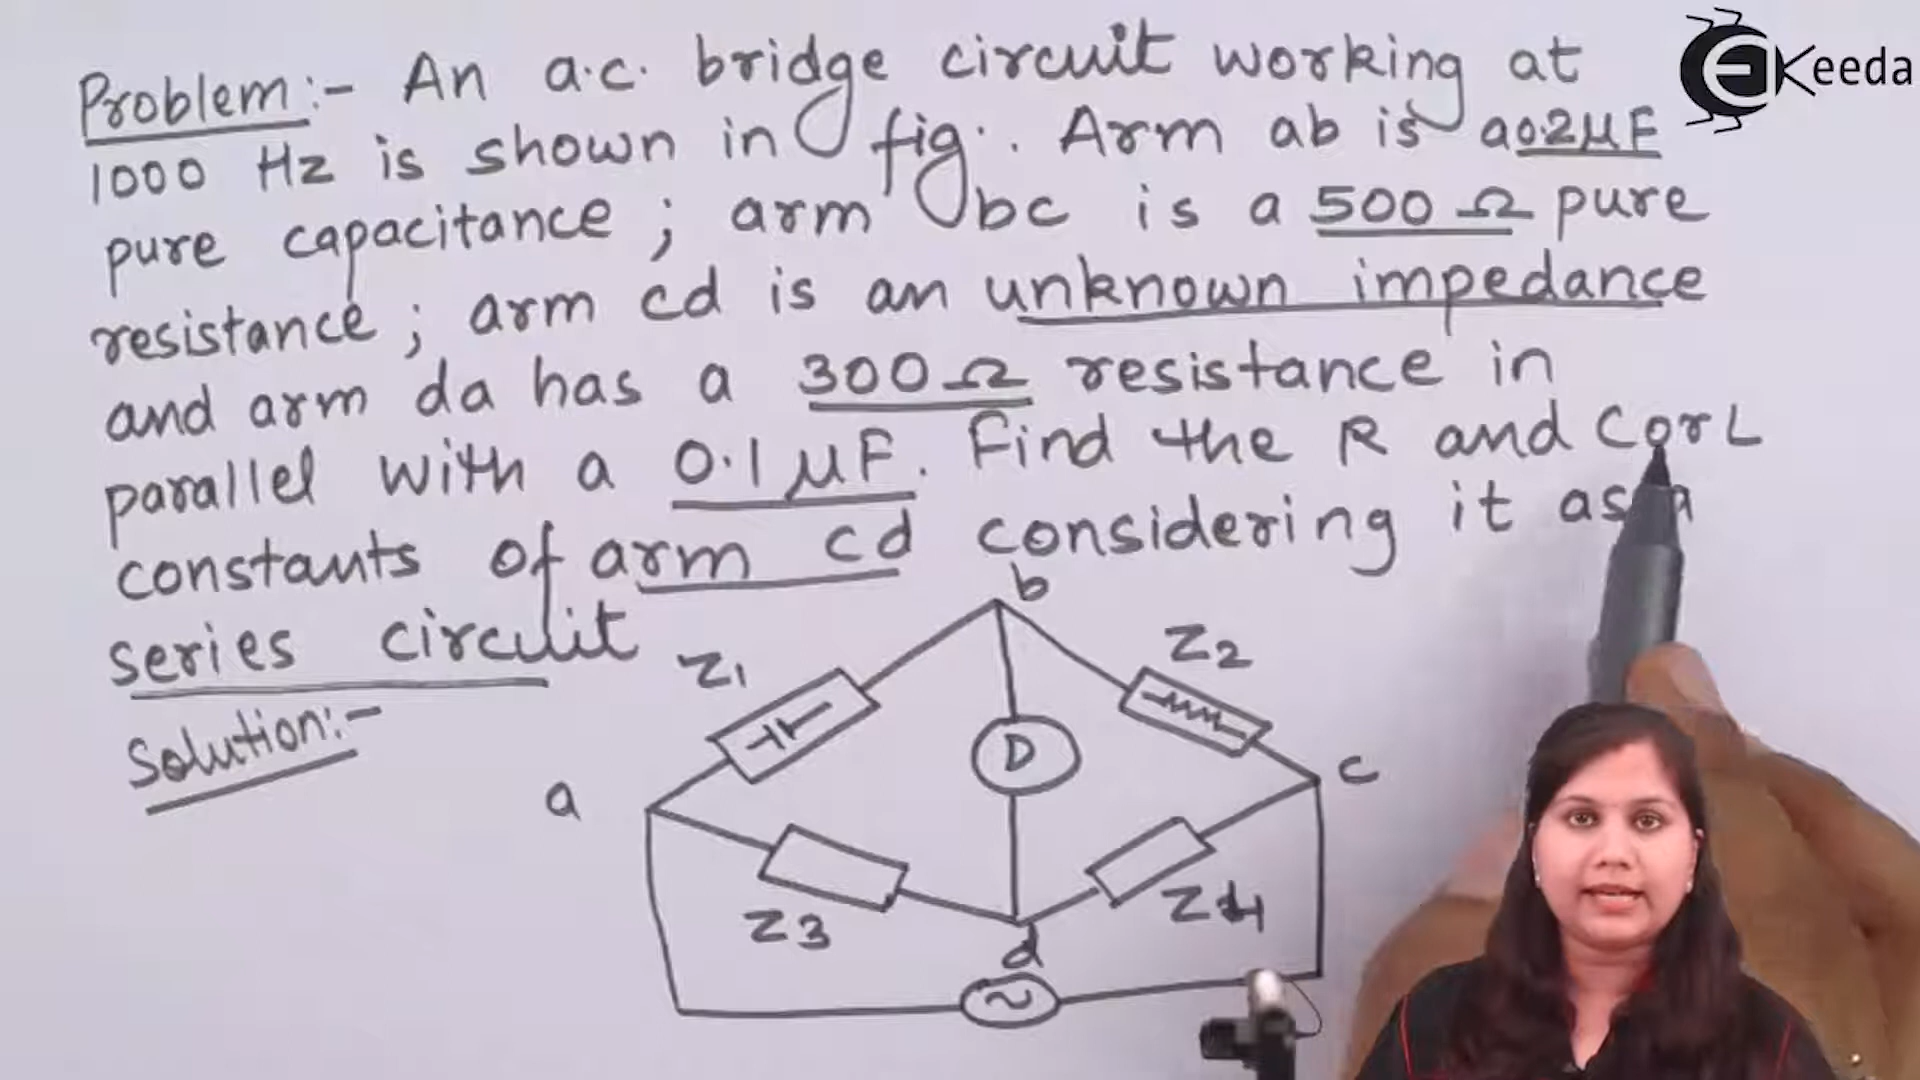 Keeda
Problem:- An a.c. bridge circuit working at
1000 Hz is shown in fig. Arm ab is a 0.2μF
pure capacitance; arm bc is a 500 Ω pure
resistance; arm cd is an unknown impedance
and arm da has a 300 Ω resistance in
parallel with a 0.1 μF. Find the R and C or L
constants of arm cd considering it as a
series circuit
b
Z1
Z2
Solution:-
D
c
a
Z3
Z4
d
~